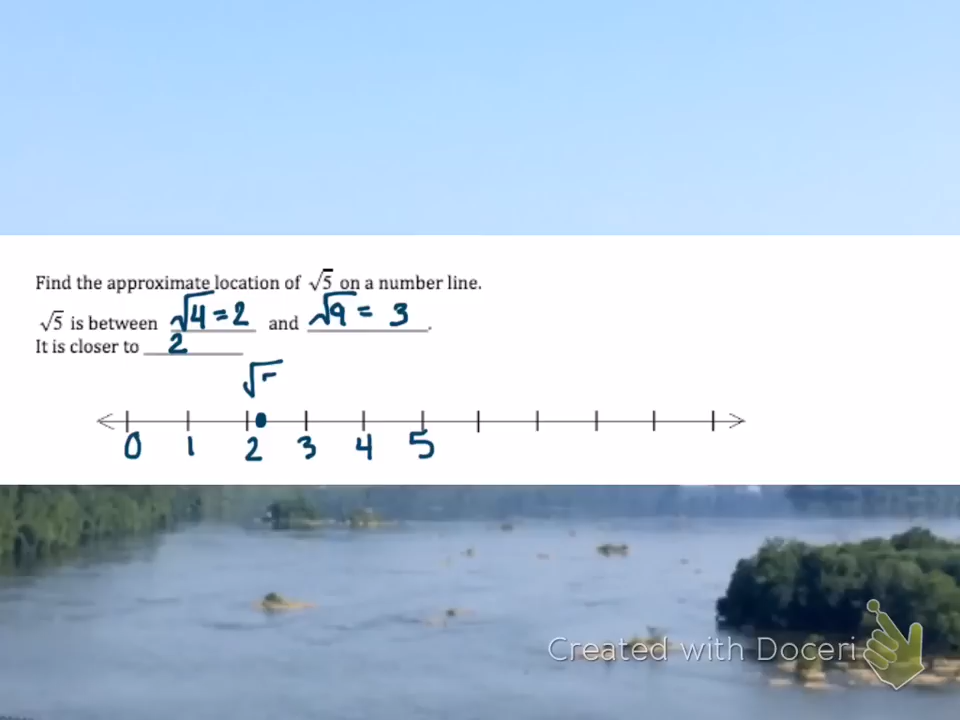 Find the approximate location of √5 on a number line.
√5 is between √4 = 2 and √9 = 3.
It is closer to 2
0 1 2 3 4 5
Created with Doceri